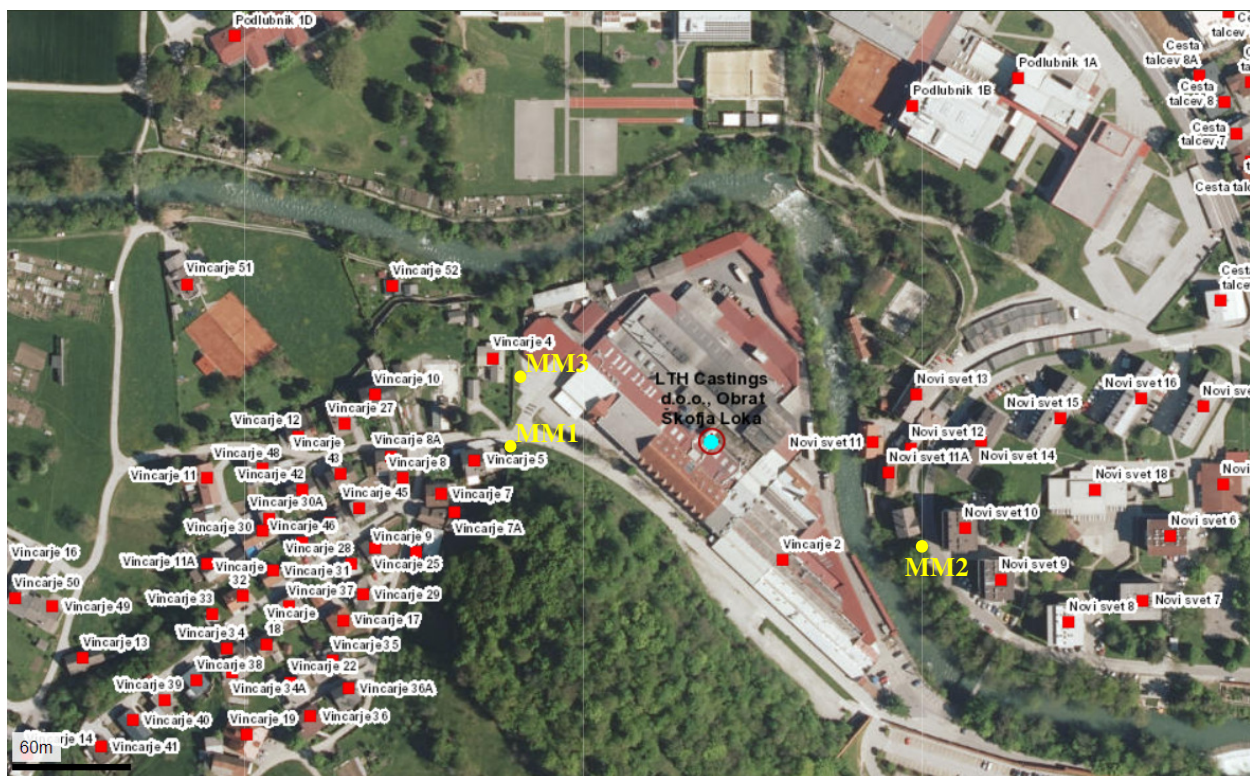 Podlubnik 1D
Podlubnik 1A
Podlubnik 1B
Cesta
talcev 8A
Cesta
talcev 8
Cesta
talcev 7
Vincarje 51
Vincarje 52
Vincarje 4
MM3
Vincarje 10
Vincarje 27
Vincarje 12
Vincarje
43
Vincarje 8A
MM1
Vincarje 48
Vincarje 8
Vincarje 5
Vincarje 11
Vincarje 42
Vincarje 45
Vincarje 7
Vincarje 30A
Vincarje 7A
Vincarje 30
Vincarje 46
Vincarje 9
Vincarje 28
Vincarje 25
Vincarje 11A
Vincarje
32
Vincarje 31
Vincarje 16
Vincarje 50
Vincarje 49
Vincarje 37
Vincarje 29
Vincarje 33
Vincarje
18
Vincarje 17
Vincarje 34
Vincarje 13
Vincarje 35
Vincarje 38
Vincarje 22
Vincarje 39
Vincarje 34A
Vincarje 36A
Vincarje 40
Vincarje 19
Vincarje 36
Vincarje 41
14
60m
LTH Castings
d.o.o., Obrat
Škofja Loka
Vincarje 2
MM2
Novi svet 13
Novi svet 16
Novi svet 15
Novi svet 11
Novi svet 12
Novi svet 11A
Novi svet 14
Novi svet 18
Novi svet 10
Novi svet 6
Novi svet 9
Novi svet 8
Novi svet 7